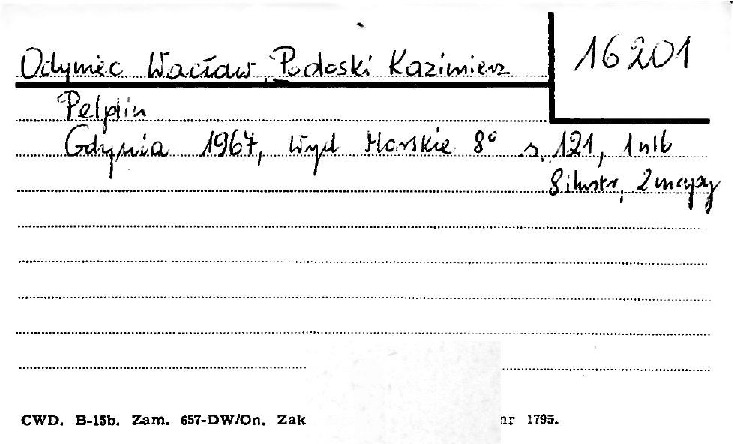 16201
Odyniec Wacław, Podoski Kazimierz
Pelplin
Gdynia 1967, Wyd Morskie 8° s. 121, 1 nlb
8 ilustr., 2 mapy
CWD. B-15b. Zam. 657-DW/On. Zak nr 1795.